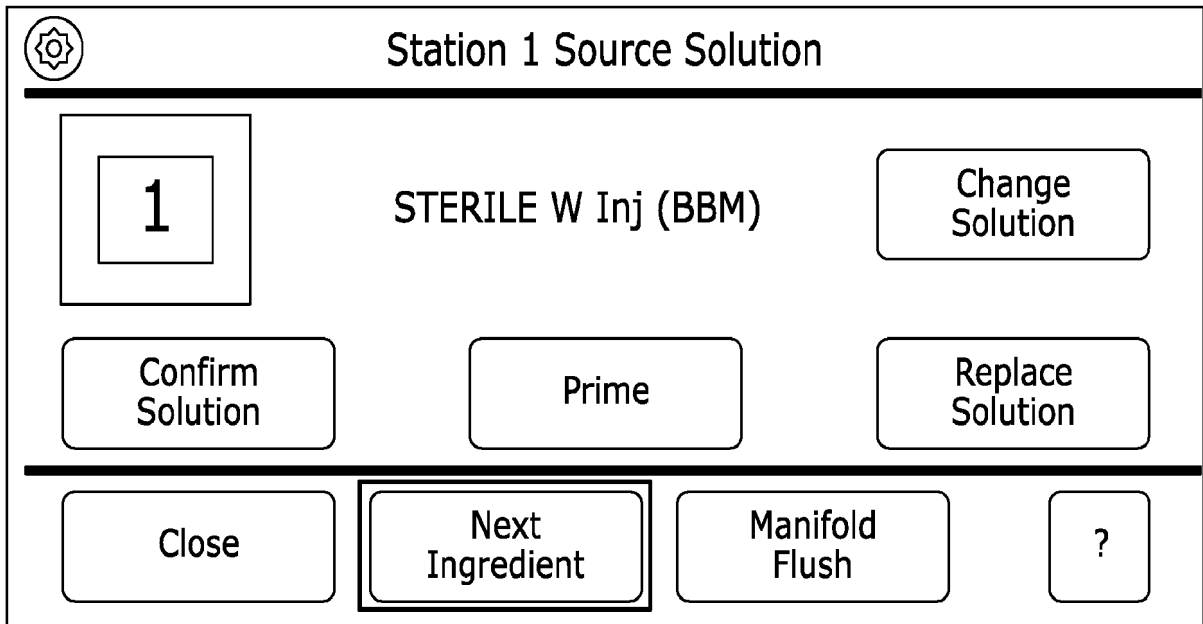 Station 1 Source Solution
1
STERILE W Inj (BBM)
Change
Solution
Confirm
Solution
Prime
Replace
Solution
Close
Next
Ingredient
Manifold
Flush
?